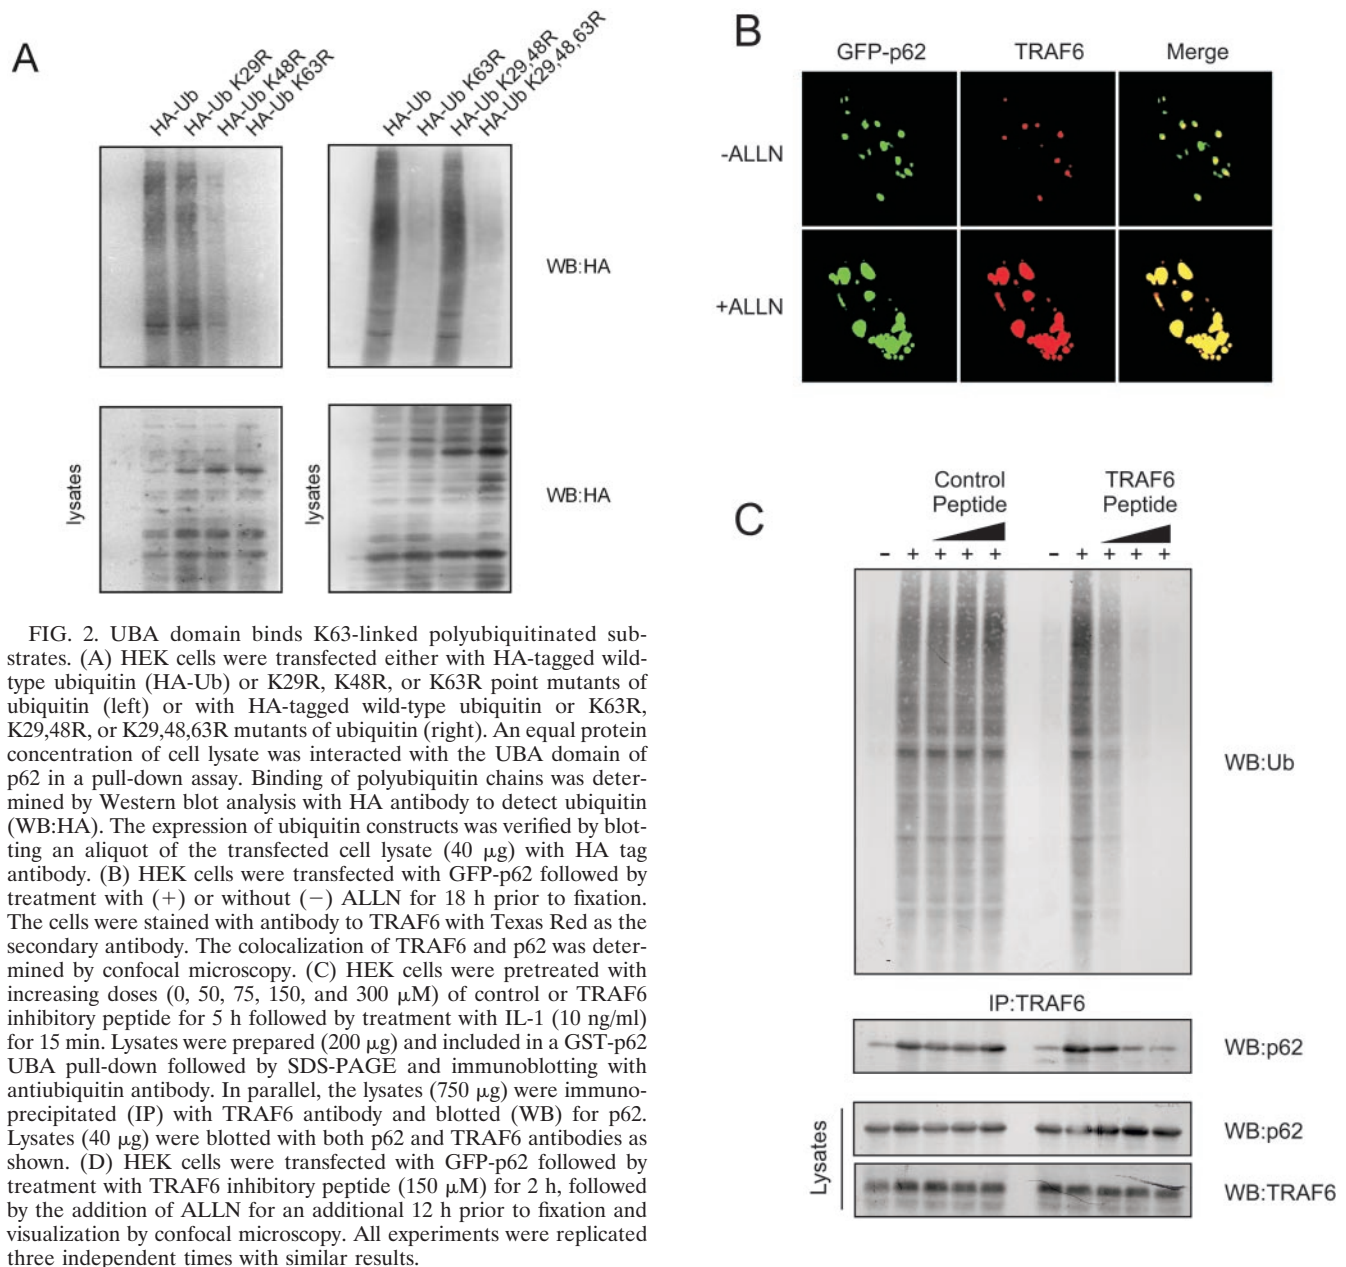 A
HA-Ub
HA-Ub K29R
HA-Ub K48R
HA-Ub K63R
HA-Ub
HA-Ub K63R
HA-Ub K29,48R
HA-Ub K29,48,63R
WB:HA
lysates
lysates
WB:HA
B
GFP-p62 TRAF6 Merge
-ALLN
+ALLN
C
Control Peptide
TRAF6 Peptide
− + + + + − + + + +
WB:Ub
IP:TRAF6
WB:p62
Lysates
WB:p62
WB:TRAF6
FIG. 2. UBA domain binds K63-linked polyubiquitinated sub-
strates. (A) HEK cells were transfected either with HA-tagged wild-
type ubiquitin (HA-Ub) or K29R, K48R, or K63R point mutants of
ubiquitin (left) or with HA-tagged wild-type ubiquitin or K63R,
K29,48R, or K29,48,63R mutants of ubiquitin (right). An equal protein
concentration of cell lysate was interacted with the UBA domain of
p62 in a pull-down assay. Binding of polyubiquitin chains was deter-
mined by Western blot analysis with HA antibody to detect ubiquitin
(WB:HA). The expression of ubiquitin constructs was verified by blot-
ting an aliquot of the transfected cell lysate (40 μg) with HA tag
antibody. (B) HEK cells were transfected with GFP-p62 followed by
treatment with (+) or without (−) ALLN for 18 h prior to fixation.
The cells were stained with antibody to TRAF6 with Texas Red as the
secondary antibody. The colocalization of TRAF6 and p62 was deter-
mined by confocal microscopy. (C) HEK cells were pretreated with
increasing doses (0, 50, 75, 150, and 300 μM) of control or TRAF6
inhibitory peptide for 5 h followed by treatment with IL-1 (10 ng/ml)
for 15 min. Lysates were prepared (200 μg) and included in a GST-p62
UBA pull-down followed by SDS-PAGE and immunoblotting with
antiubiquitin antibody. In parallel, the lysates (750 μg) were immuno-
precipitated (IP) with TRAF6 antibody and blotted (WB) for p62.
Lysates (40 μg) were blotted with both p62 and TRAF6 antibodies as
shown. (D) HEK cells were transfected with GFP-p62 followed by
treatment with TRAF6 inhibitory peptide (150 μM) for 2 h, followed
by the addition of ALLN for an additional 12 h prior to fixation and
visualization by confocal microscopy. All experiments were replicated
three independent times with similar results.